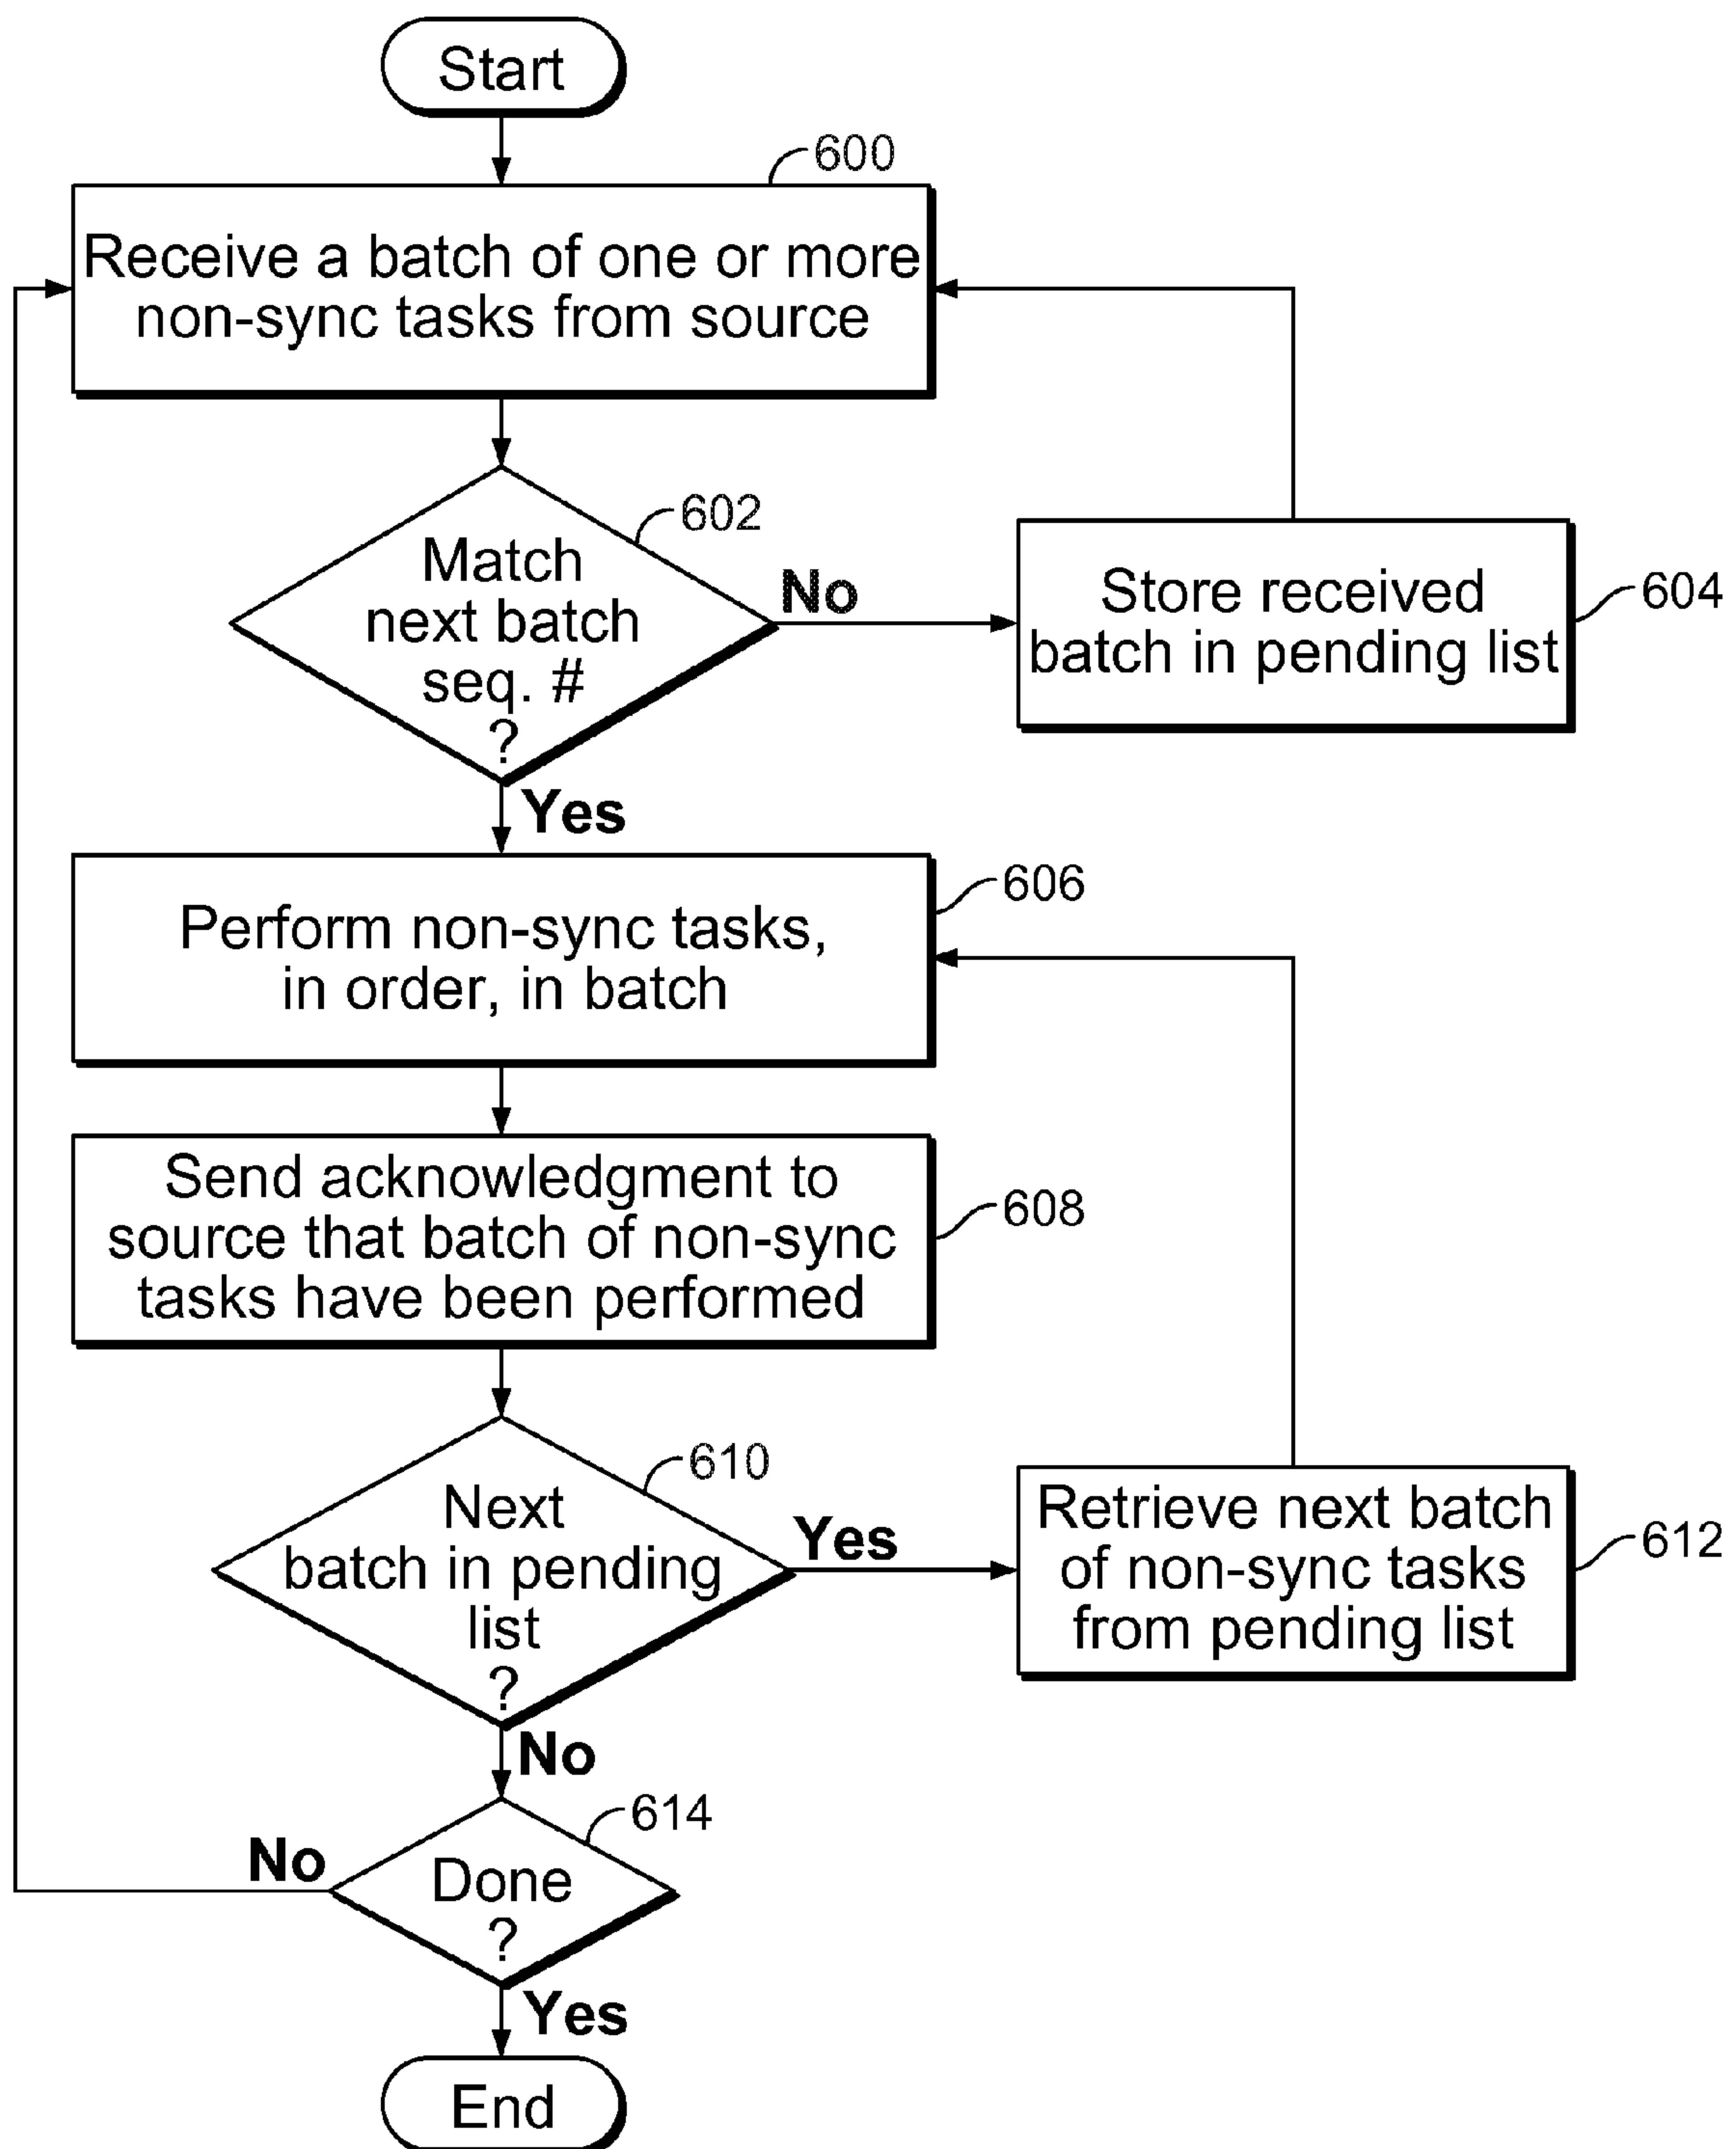 Start
600
Receive a batch of one or more
non-sync tasks from source
602
Match
next batch
seq. #
?
No
Store received
batch in pending list
604
Yes
606
Perform non-sync tasks,
in order, in batch
Send acknowledgment to
source that batch of non-sync
tasks have been performed
608
610
Next
batch in pending
list
?
Yes
Retrieve next batch
of non-sync tasks
from pending list
612
No
614
No
Done
?
Yes
End